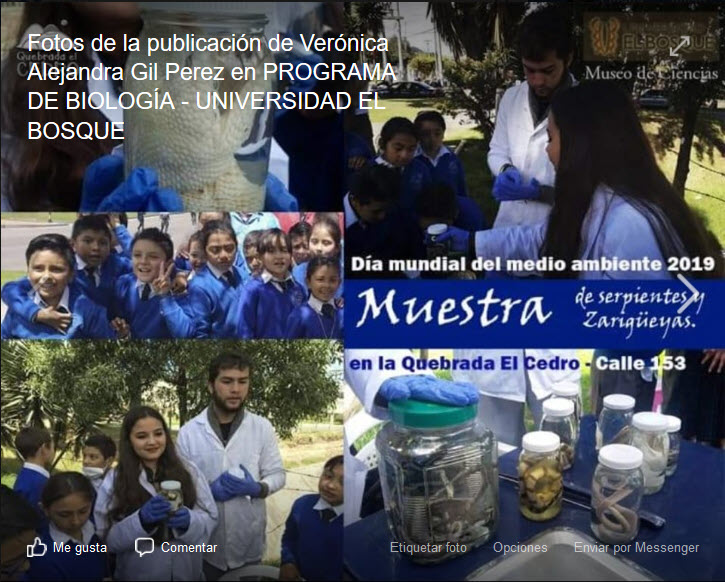 Fotos de la publicación de Verónica
Alejandra Gil Perez en PROGRAMA
DE BIOLOGÍA - UNIVERSIDAD EL
BOSQUE
Quebrada el
EL BOSQUE
Museo de Ciencias
Día mundial del medio ambiente 2019
Muestra de serpientes y
Zarigüeyas.
en la Quebrada El Cedro - Calle 153
Me gusta
Comentar
Etiquetar foto
Opciones
Enviar por Messenger